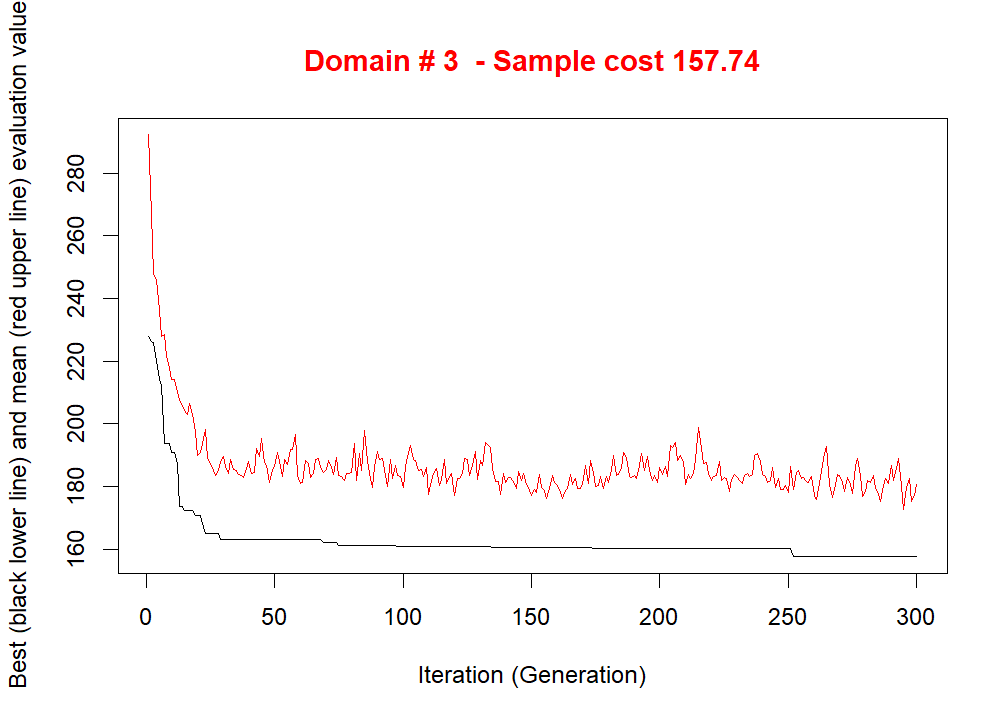 Domain # 3 - Sample cost 157.74
Best (black lower line) and mean (red upper line) evaluation value
280
260
240
220
200
180
160
0 50 100 150 200 250 300
Iteration (Generation)